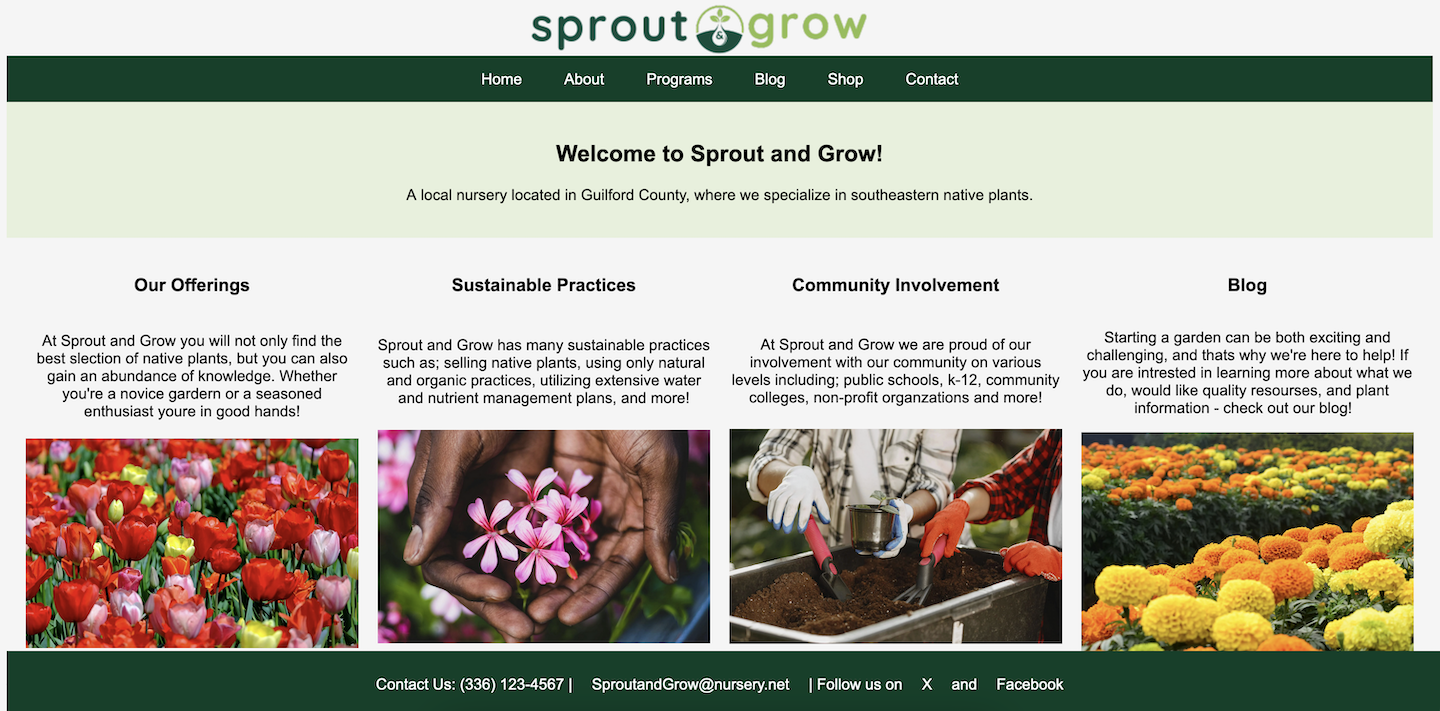 sprout & grow
Home About Programs Blog Shop Contact
Welcome to Sprout and Grow!
A local nursery located in Guilford County, where we specialize in southeastern native plants.
Our Offerings
At Sprout and Grow you will not only find the
best slection of native plants, but you can also
gain an abundance of knowledge. Whether
you're a novice gardern or a seasoned
enthusiast youre in good hands!
Sustainable Practices
Sprout and Grow has many sustainable practices
such as; selling native plants, using only natural
and organic practices, utilizing extensive water
and nutrient management plans, and more!
Community Involvement
At Sprout and Grow we are proud of our
involvement with our community on various
levels including; public schools, k-12, community
colleges, non-profit organzations and more!
Blog
Starting a garden can be both exciting and
challenging, and thats why we're here to help! If
you are intrested in learning more about what we
do, would like quality resourses, and plant
information - check out our blog!
Contact Us: (336) 123-4567 | SproutandGrow@nursery.net | Follow us on X and Facebook